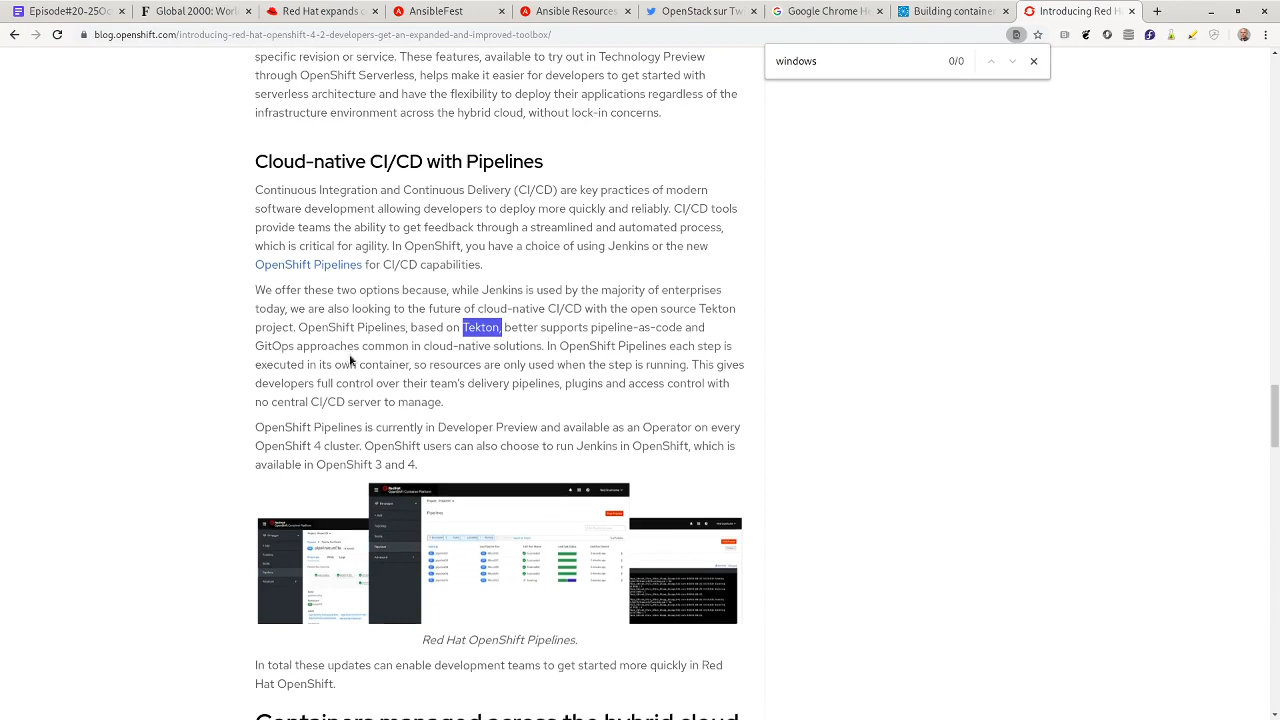 Episode#20-25Oc
Global 2000: Worl
Red Hat expands c
AnsibleFest
Ansible Resources
OpenStack sur Tw
Google Chrome He
Building Containe
Introducing Red H
blog.openshift.com/introducing-red-hat-openshift-4-2-developers-get-an-expanded-and-improved-toolbox/
windows 0/0
specific revision or service. These features, available to try out in Technology Preview
through OpenShift Serverless, helps make it easier for developers to get started with
serverless architecture and have the flexibility to deploy their applications regardless of the
infrastructure environment across the hybrid cloud, without lock-in concerns.
Cloud-native CI/CD with Pipelines
Continuous Integration and Continuous Delivery (CI/CD) are key practices of modern
software development allowing developers to deploy more quickly and reliably. CI/CD tools
provide teams the ability to get feedback through a streamlined and automated process,
which is critical for agility. In OpenShift, you have a choice of using Jenkins or the new
OpenShift Pipelines for CI/CD capabilities.
We offer these two options because, while Jenkins is used by the majority of enterprises
today, we are also looking to the future of cloud-native CI/CD with the open source Tekton
project. OpenShift Pipelines, based on Tekton, better supports pipeline-as-code and
GitOps approaches common in cloud-native solutions. In OpenShift Pipelines each step is
executed in its own container, so resources are only used when the step is running. This gives
developers full control over their team's delivery pipelines, plugins and access control with
no central CI/CD server to manage.
OpenShift Pipelines is currently in Developer Preview and available as an Operator on every
OpenShift 4 cluster. OpenShift users can also choose to run Jenkins in OpenShift, which is
available in OpenShift 3 and 4.
Pipelines
Red Hat OpenShift Pipelines.
In total these updates can enable development teams to get started more quickly in Red
Hat OpenShift.
Containers managed across the hybrid cloud